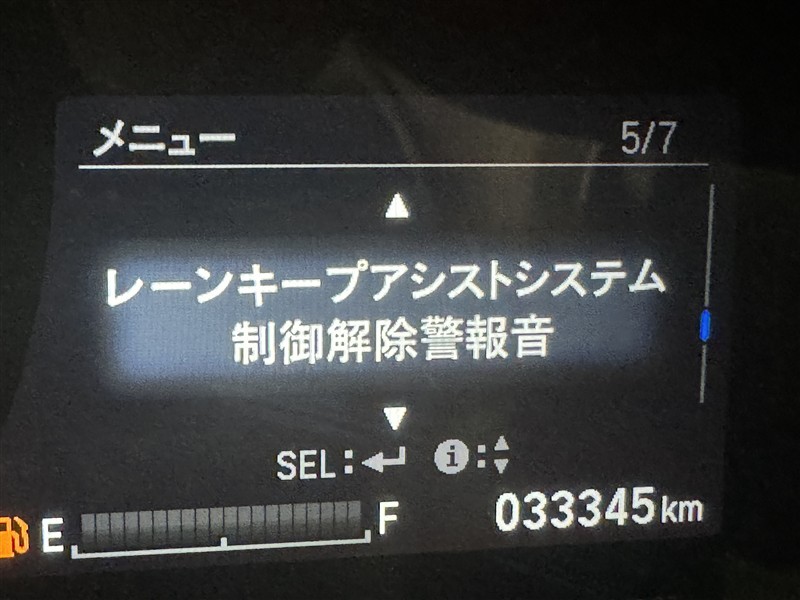 メニュー 5/7
▲
レーンキープアシストシステム
制御解除警報音
▼
SEL:↵ i:▲▼
E F 033345km